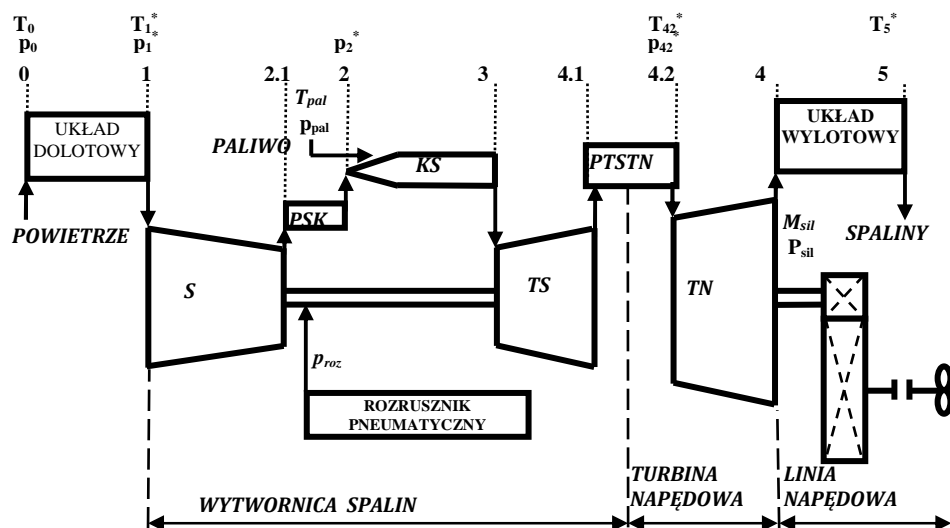 T0 T1* T42* T5*
p0 p1* p2* p42*
0 1 2.1 2 3 4.1 4.2 4 5
Tpal
ppal
UKŁAD
DOLOTOWY
PALIWO
KS
PTSTN
UKŁAD
WYLOTOWY
POWIETRZE
PSK
Msil
Psil
SPALINY
S
TS
TN
proz
ROZRUSZNIK
PNEUMATYCZNY
WYTWORNICA SPALIN
TURBINA
NAPĘDOWA
LINIA
NAPĘDOWA